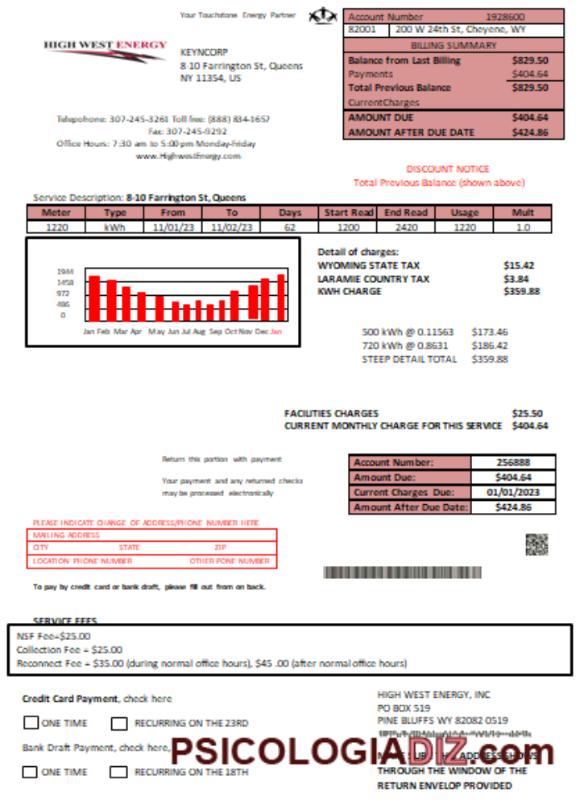 Your Touchstone Energy Partner
HIGH WEST ENERGY
KEYNCORP
8-10 Farrington St, Queens
NY 11354, US
Account Number 1928600
82001 200 W 24th St, Cheyene, WY
BILLING SUMMARY
Balance from Last Billing $829.50
Payments $404.64
Total Previous Balance $829.50
CurrentCharges
AMOUNT DUE $404.64
AMOUNT AFTER DUE DATE $424.86
Telepohone: 307-245-3261 Toll free: (888) 834-1657
Fax: 307-245-9292
Office Hours: 7:30 am to 5:00 pm Monday-Friday
www.HighwestEnergy.com
DISCOUNT NOTICE
Total Previous Balance (shown above)
Service Description: 8-10 Farrington St, Queens
Meter Type From To Days Start Read End Read Usage Mult
1220 kWh 11/01/23 11/02/23 62 1200 2420 1220 1.0
1944
1458
972
486
0
Jan Feb Mar Apr May Jun Jul Aug Sep Oct Nov Dec Jan
Detail of charges:
WYOMING STATE TAX $15.42
LARAMIE COUNTRY TAX $3.84
KWH CHARGE $359.88
500 kWh @ 0.11563 $173.46
720 kWh @ 0.8631 $186.42
STEEP DETAIL TOTAL $359.88
FACILITIES CHARGES $25.50
CURRENT MONTHLY CHARGE FOR THIS SERVICE $404.64
Return this portion with payment
Your payment and any returned checks
may be processed electronically
Account Number: 256888
Amount Due: $404.64
Current Charges Due: 01/01/2023
Amount After Due Date: $424.86
PLEASE INDICATE CHANGE OF ADDRESS/PHONE NUMBER HERE
MAILING ADDRESS
CITY STATE ZIP
LOCATION PHONE NUMBER OTHER PONE NUMBER
To pay by credit card or bank draft, please fill out from on back.
SERVICE FEES
NSF Fee=$25.00
Collection Fee = $25.00
Reconnect Fee = $35.00 (during normal office hours), $45 .00 (after normal office hours)
Credit Card Payment, check here
ONE TIME RECURRING ON THE 23RD
Bank Draft Payment, check here,
ONE TIME RECURRING ON THE 18TH
HIGH WEST ENERGY, INC
PO BOX 519
PINE BLUFFS WY 82082 0519
MAKE SURE THE ADDRESS SHOWS
THROUGH THE WINDOW OF THE
RETURN ENVELOP PROVIDED
PSICOLOGIADIZ.com